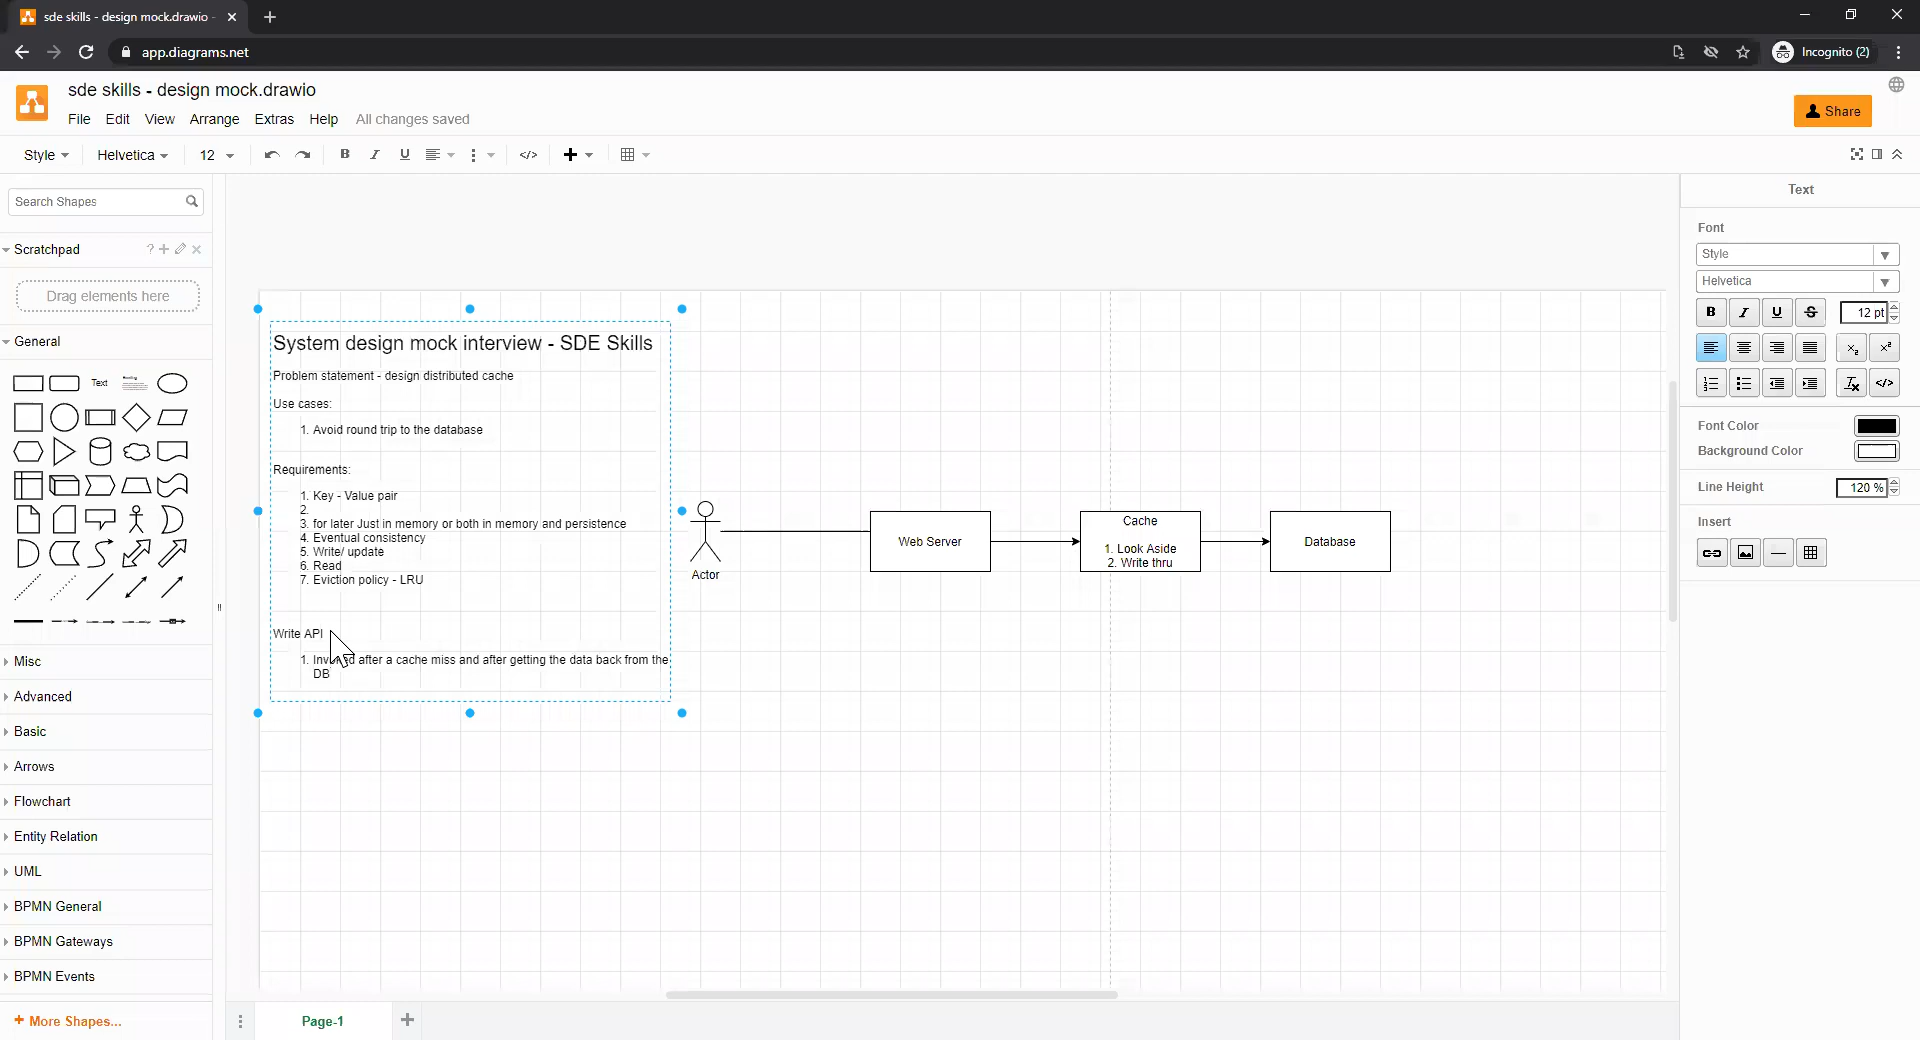 sde skills - design mock.drawio -
app.diagrams.net
Incognito (2)
sde skills - design mock.drawio
File Edit View Arrange Extras Help All changes saved
Share
Style Helvetica 12 B I U </>
Search Shapes
Scratchpad ?
Drag elements here
General
Text
Heading
Misc
Advanced
Basic
Arrows
Flowchart
Entity Relation
UML
BPMN General
BPMN Gateways
BPMN Events
+ More Shapes...
System design mock interview - SDE Skills
Problem statement - design distributed cache
Use cases:
1. Avoid round trip to the database
Requirements:
1. Key - Value pair
2.
3. for later Just in memory or both in memory and persistence
4. Eventual consistency
5. Write/ update
6. Read
7. Eviction policy - LRU
Write API
1. Invoked after a cache miss and after getting the data back from the
DB
Actor
Web Server
Cache
1. Look Aside
2. Write thru
Database
Page-1
Text
Font
Style
Helvetica
B I U S 12 pt
Font Color
Background Color
Line Height 120 %
Insert